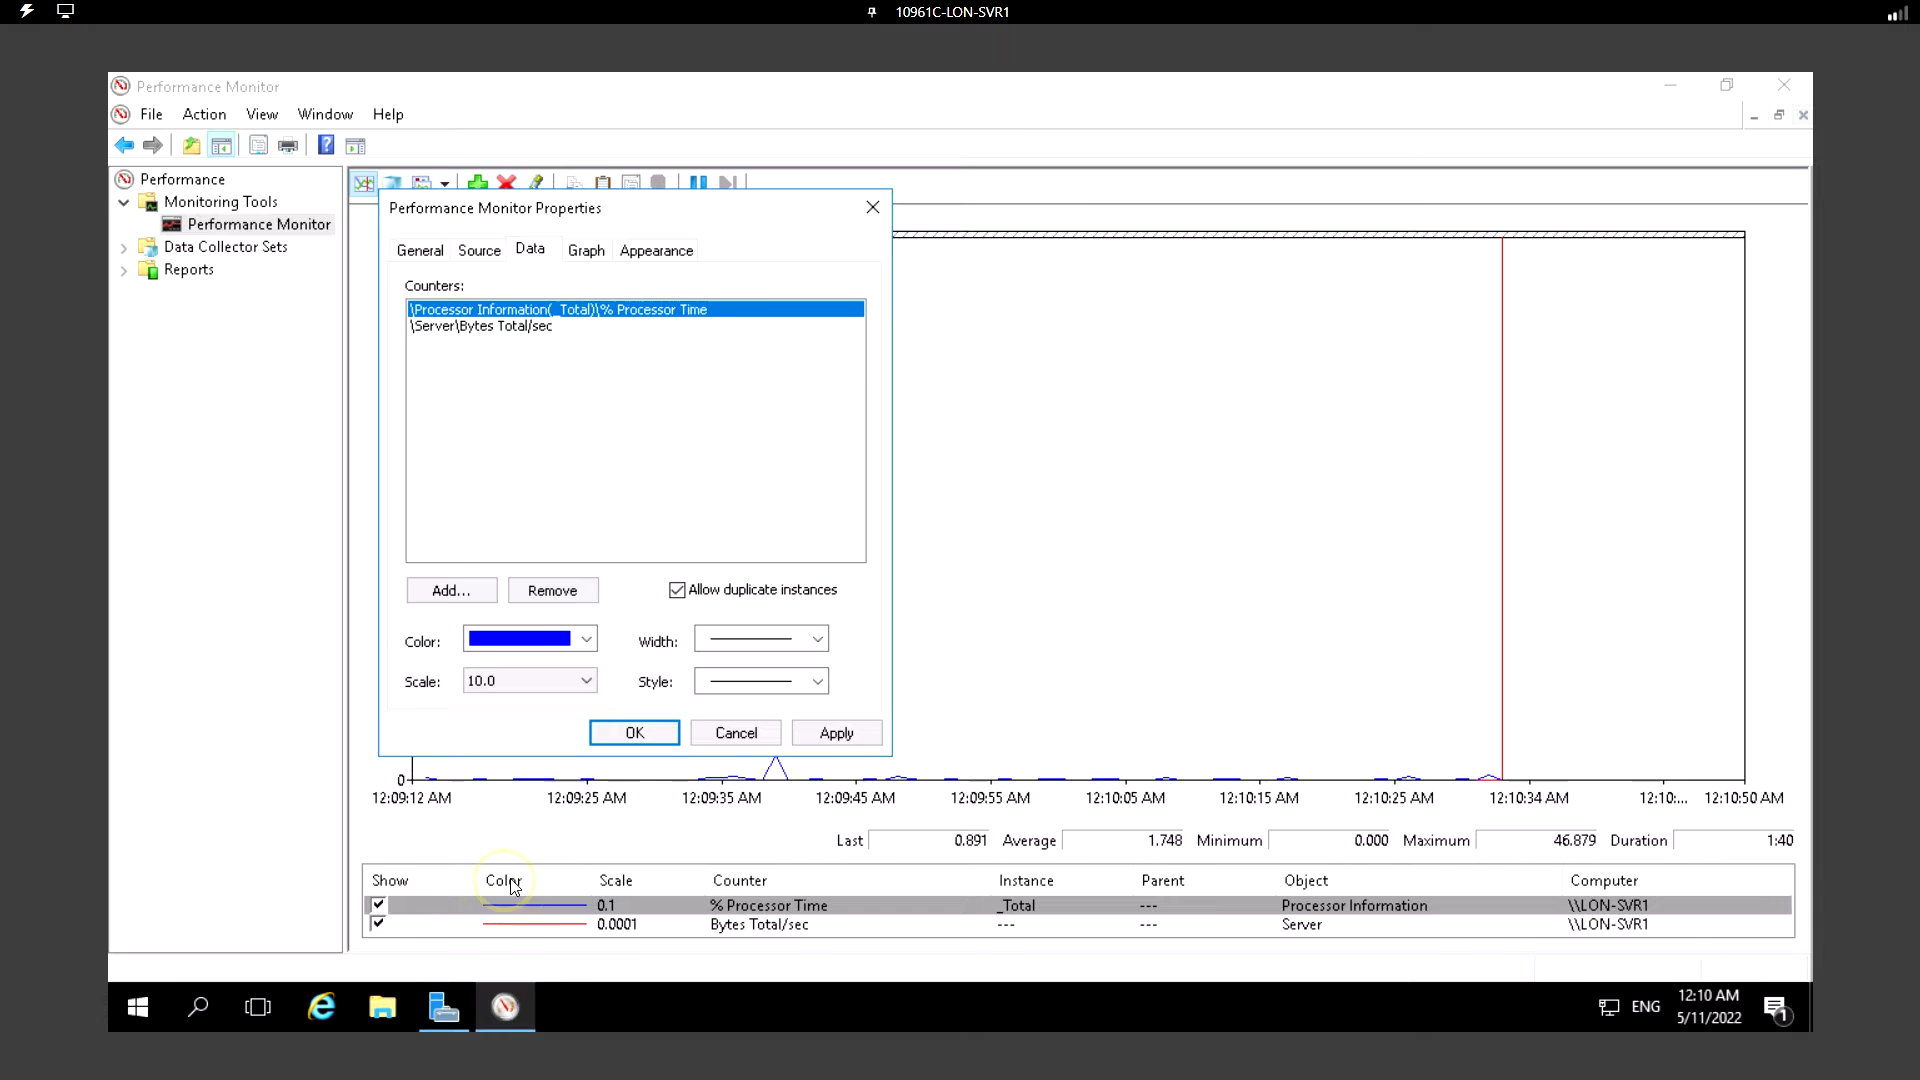 10961C-LON-SVR1
Performance Monitor
File Action View Window Help
Performance
Monitoring Tools
Performance Monitor
Data Collector Sets
Reports
Performance Monitor Properties
General Source Data Graph Appearance
Counters:
\Processor Information(_Total)\% Processor Time
\Server\Bytes Total/sec
Add... Remove Allow duplicate instances
Color: Width:
Scale: 10.0 Style:
OK Cancel Apply
0
12:09:12 AM 12:09:25 AM 12:09:35 AM 12:09:45 AM 12:09:55 AM 12:10:05 AM 12:10:15 AM 12:10:25 AM 12:10:34 AM 12:10:... 12:10:50 AM
Last 0.891 Average 1.748 Minimum 0.000 Maximum 46.879 Duration 1:40
Show Color Scale Counter Instance Parent Object Computer
0.1 % Processor Time _Total --- Processor Information \\LON-SVR1
0.0001 Bytes Total/sec --- --- Server \\LON-SVR1
ENG 12:10 AM
5/11/2022
1